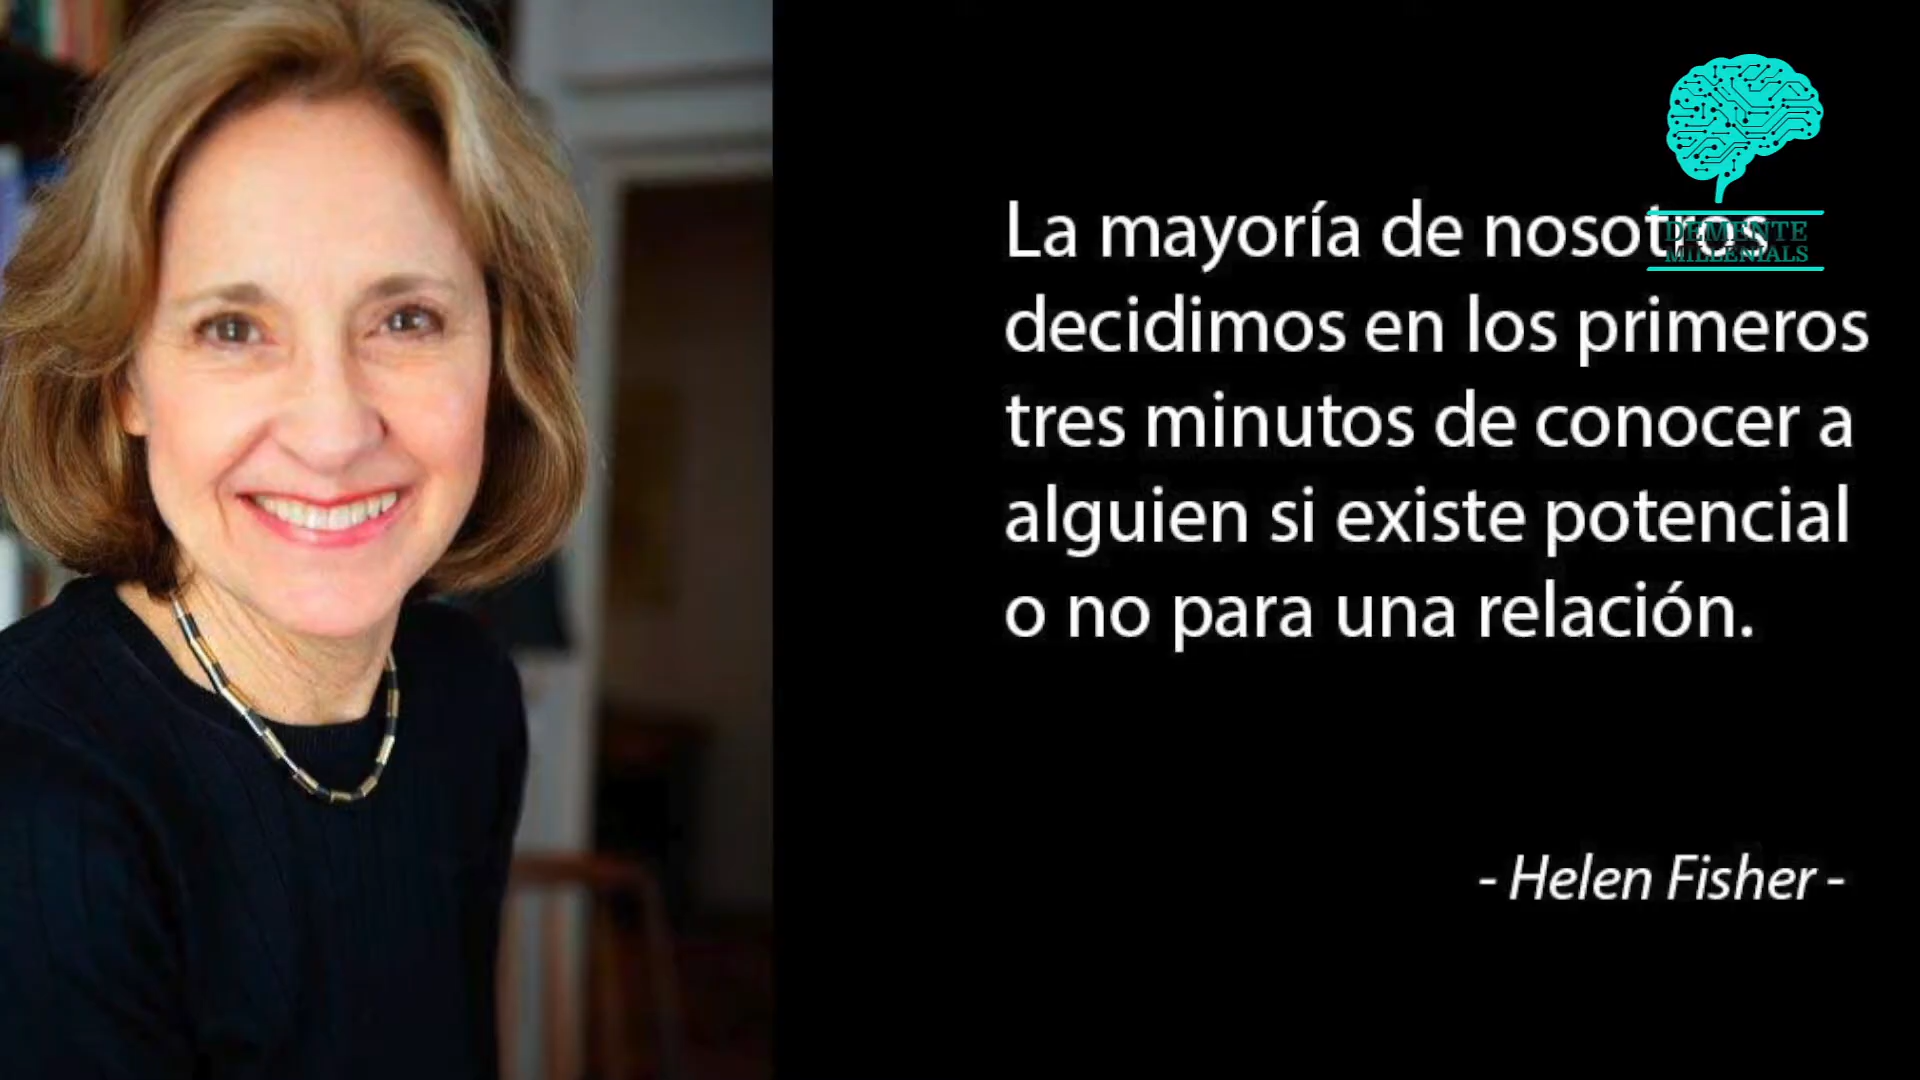 La mayoría de nosotros
DEMENTE
MILLENIALS
decidimos en los primeros
tres minutos de conocer a
alguien si existe potencial
o no para una relación.
- Helen Fisher -